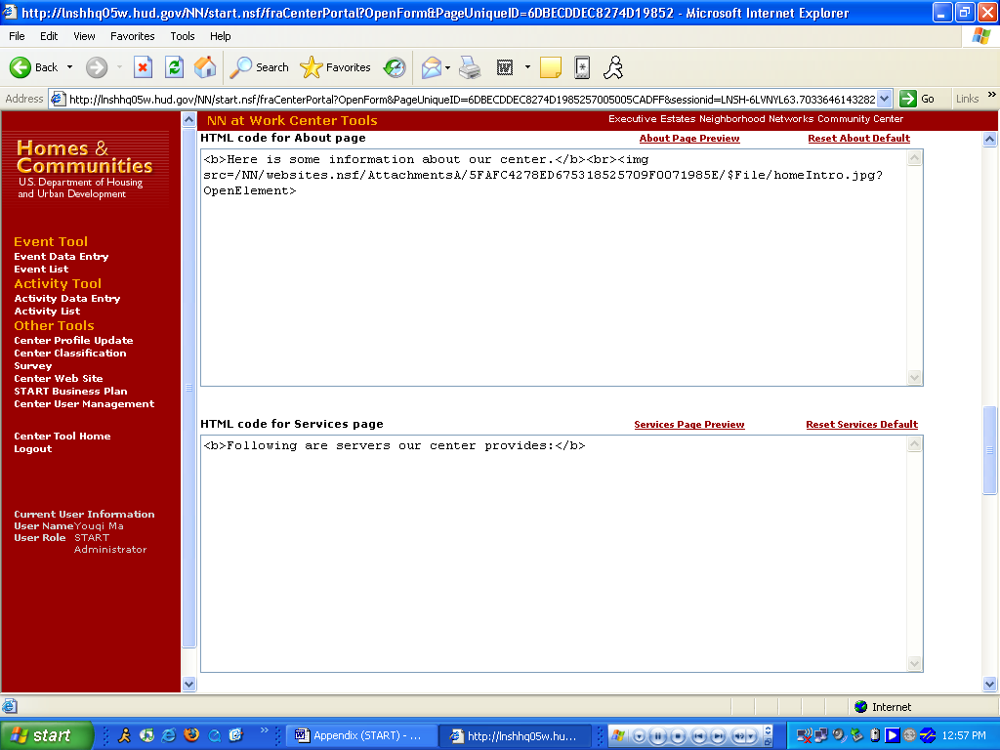 http://lnshhq05w.hud.gov/NN/start.nsf/fraCenterPortal?OpenForm&PageUniqueID=6DBECDDEC8274D19852 - Microsoft Internet Explorer
File Edit View Favorites Tools Help
Back Search Favorites
Address http://lnshhq05w.hud.gov/NN/start.nsf/fraCenterPortal?OpenForm&PageUniqueID=6DBECDDEC8274D1985257005005CADFF&sessionid=LNSH-6LVNYL63.7033646143282 Go Links »
NN at Work Center Tools Executive Estates Neighborhood Networks Community Center
Homes &
Communities
U.S. Department of Housing
and Urban Development
Event Tool
Event Data Entry
Event List
Activity Tool
Activity Data Entry
Activity List
Other Tools
Center Profile Update
Center Classification
Survey
Center Web Site
START Business Plan
Center User Management
Center Tool Home
Logout
Current User Information
User Name Youqi Ma
User Role START
Administrator
HTML code for About page About Page Preview Reset About Default
<b>Here is some information about our center.</b><br><img
src=/NN/websites.nsf/AttachmentsA/5FAFC4278ED675318525709F0071985E/$File/homeIntro.jpg?
OpenElement>
HTML code for Services page Services Page Preview Reset Services Default
<b>Following are servers our center provides:</b>
Internet
start » Appendix (START) - ... http://lnshhq05w.hu... 12:57 PM